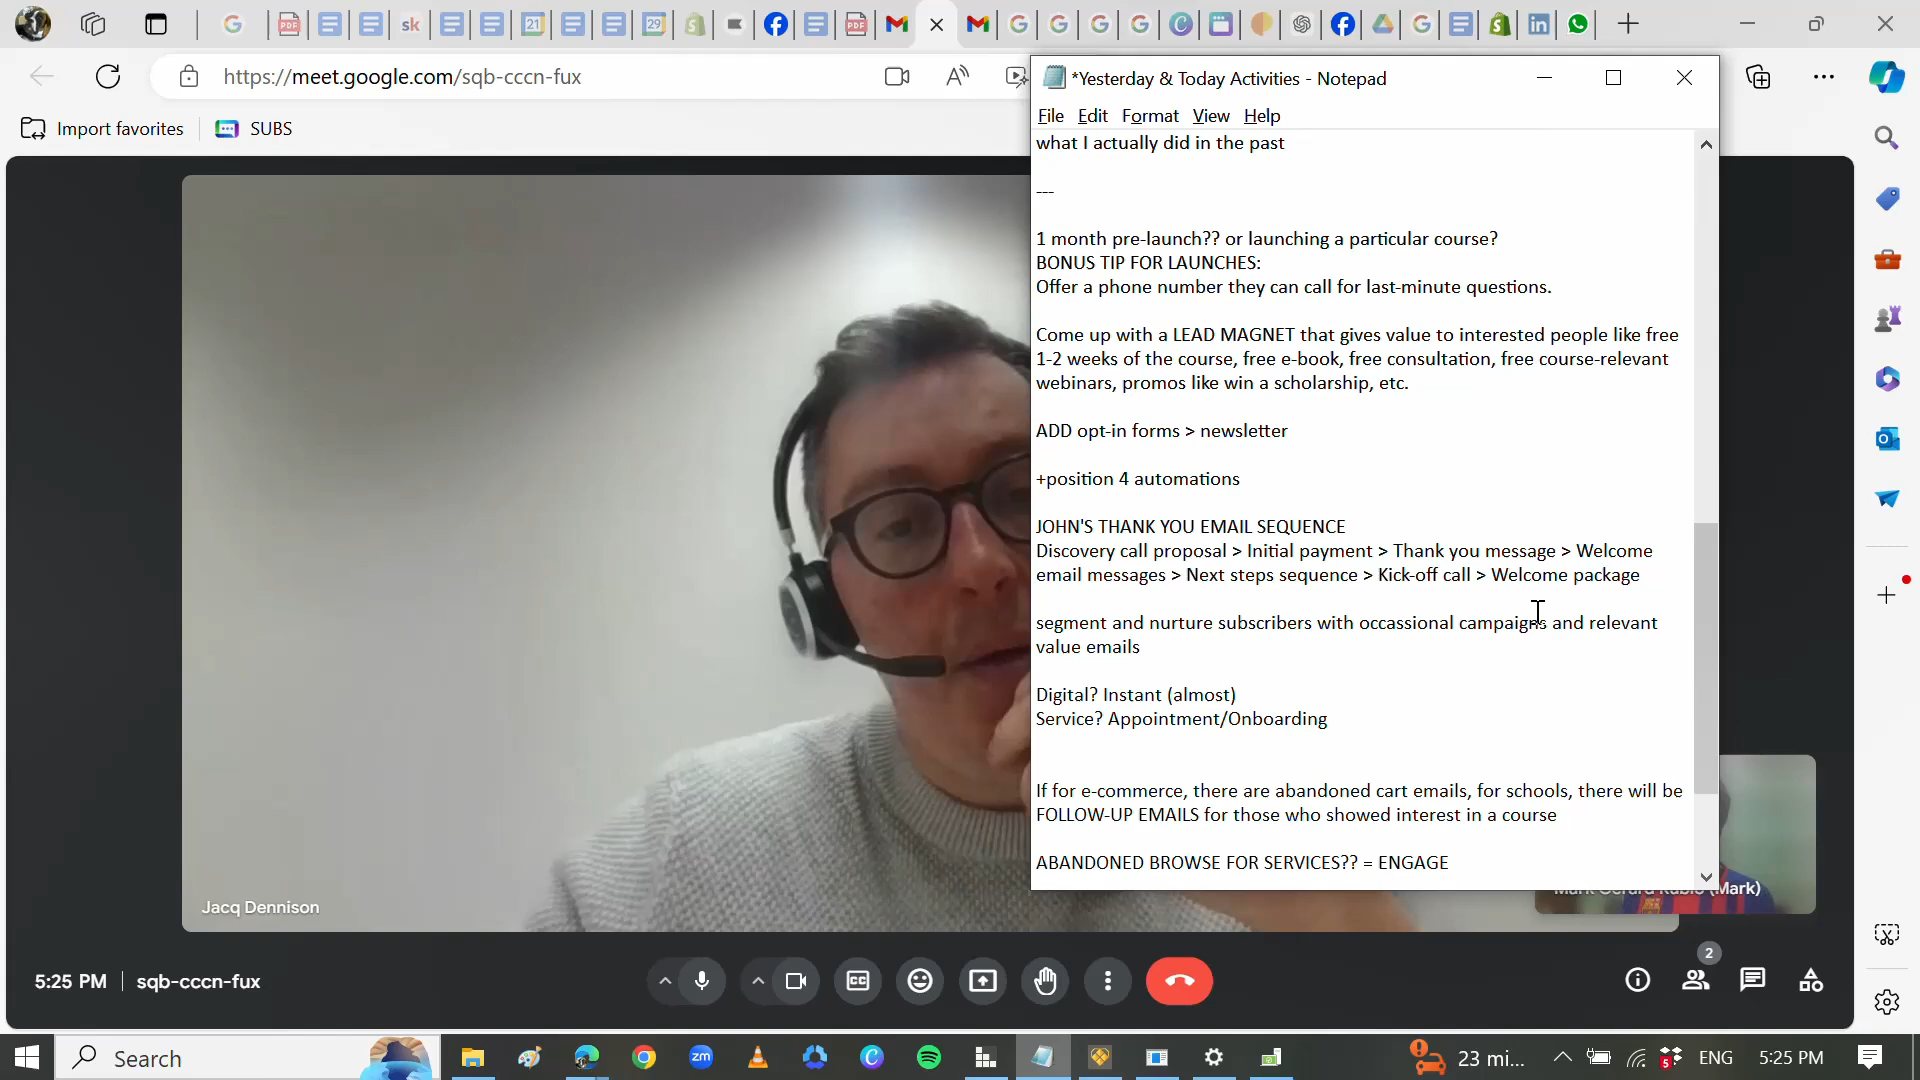 https://meet.google.com/sqb-cccn-fux
Import favorites
SUBS
*Yesterday & Today Activities - Notepad
File Edit Format View Help
what I actually did in the past
---
1 month pre-launch?? or launching a particular course?
BONUS TIP FOR LAUNCHES:
Offer a phone number they can call for last-minute questions.
Come up with a LEAD MAGNET that gives value to interested people like free
1-2 weeks of the course, free e-book, free consultation, free course-relevant
webinars, promos like win a scholarship, etc.
ADD opt-in forms > newsletter
+position 4 automations
JOHN'S THANK YOU EMAIL SEQUENCE
Discovery call proposal > Initial payment > Thank you message > Welcome
email messages > Next steps sequence > Kick-off call > Welcome package
segment and nurture subscribers with occassional campaigns and relevant
value emails
Digital? Instant (almost)
Service? Appointment/Onboarding
If for e-commerce, there are abandoned cart emails, for schools, there will be
FOLLOW-UP EMAILS for those who showed interest in a course
ABANDONED BROWSE FOR SERVICES?? = ENGAGE
Jacq Dennison
(Mark)
2
5:25 PM | sqb-cccn-fux
Search
23 mi...
ENG
5:25 PM